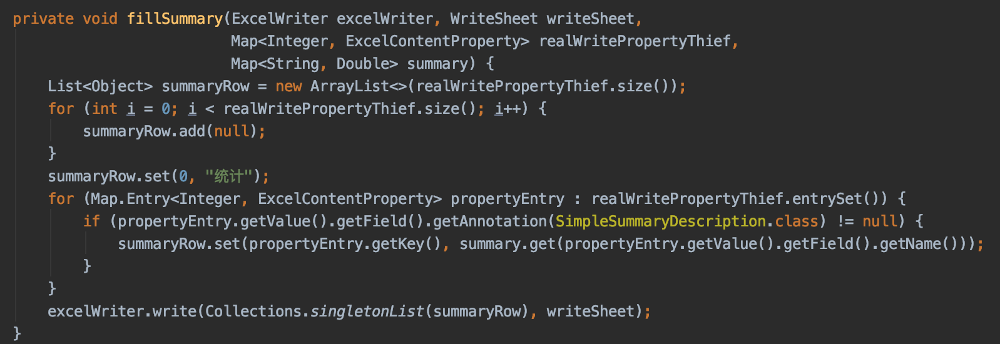 private void fillSummary(ExcelWriter excelWriter, WriteSheet writeSheet,
Map<Integer, ExcelContentProperty> realWritePropertyThief,
Map<String, Double> summary) {
List<Object> summaryRow = new ArrayList<>(realWritePropertyThief.size());
for (int i = 0; i < realWritePropertyThief.size(); i++) {
summaryRow.add(null);
}
summaryRow.set(0, "统计");
for (Map.Entry<Integer, ExcelContentProperty> propertyEntry : realWritePropertyThief.entrySet()) {
if (propertyEntry.getValue().getField().getAnnotation(SimpleSummaryDescription.class) != null) {
summaryRow.set(propertyEntry.getKey(), summary.get(propertyEntry.getValue().getField().getName()));
}
}
excelWriter.write(Collections.singletonList(summaryRow), writeSheet);
}